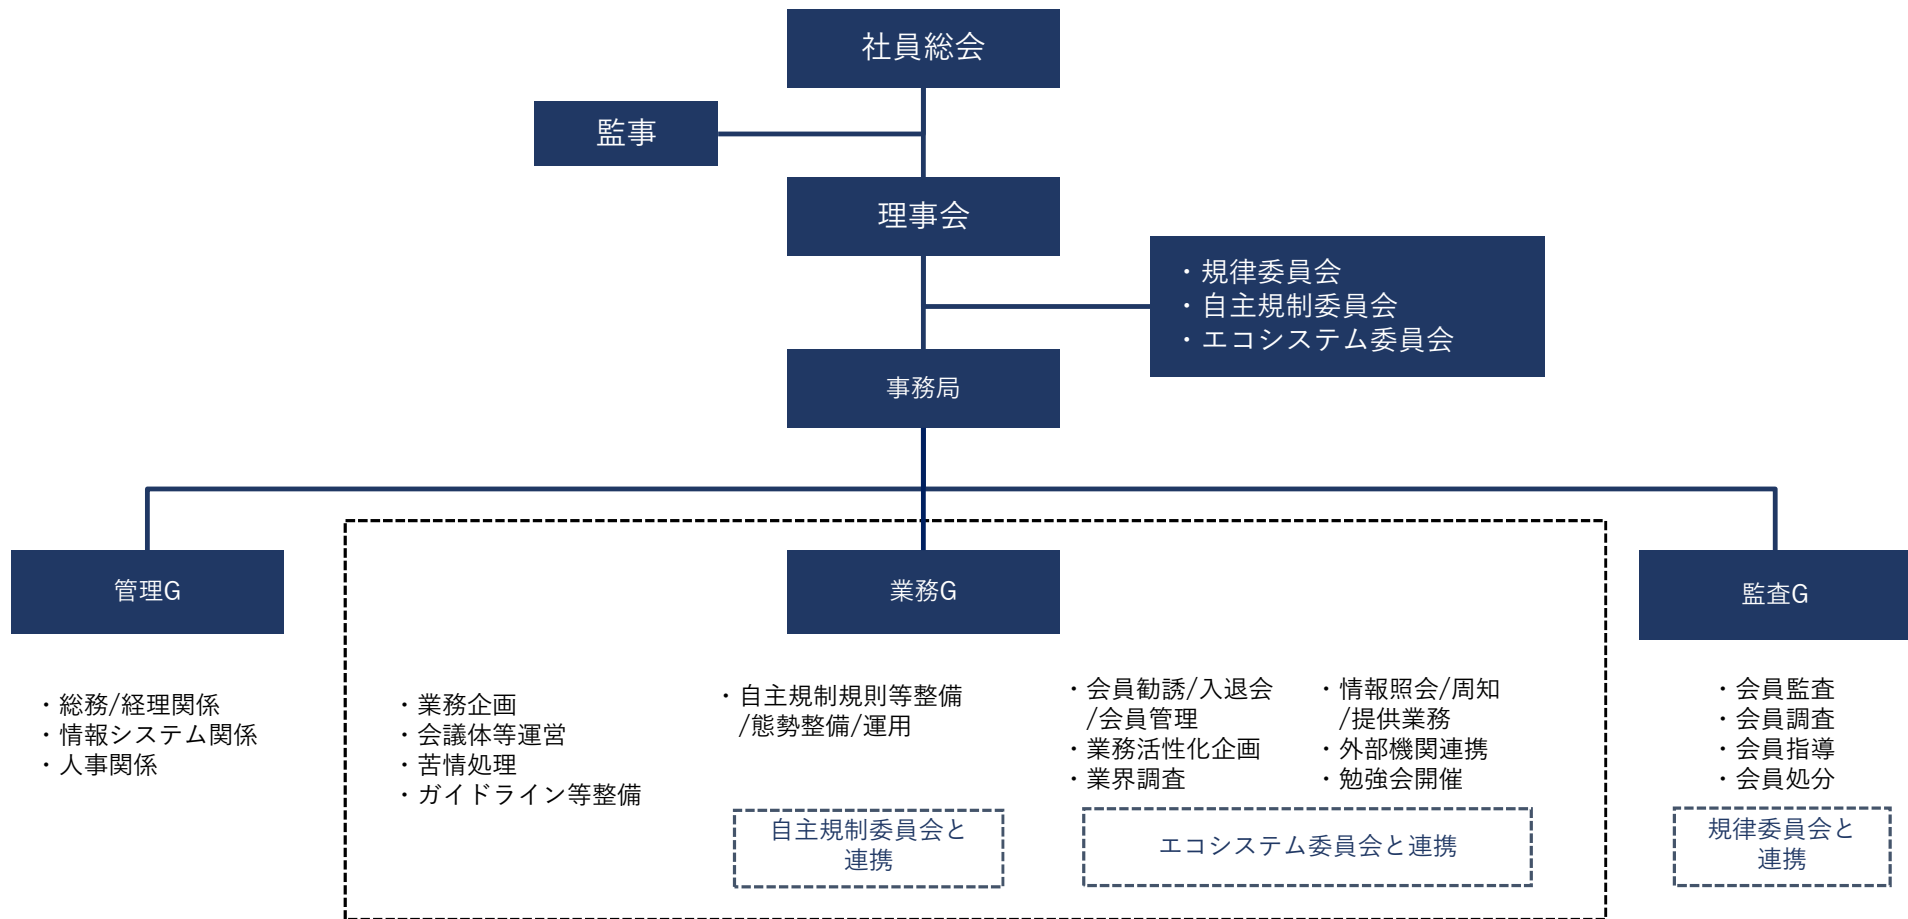 社員総会
監事
理事会
・規律委員会
・自主規制委員会
・エコシステム委員会
事務局
管理G
業務G
監査G
・総務/経理関係
・情報システム関係
・人事関係
・業務企画
・会議体等運営
・苦情処理
・ガイドライン等整備
・自主規制規則等整備
/態勢整備/運用
自主規制委員会と
連携
・会員勧誘/入退会
/会員管理
・業務活性化企画
・業界調査
・情報照会/周知
/提供業務
・外部機関連携
・勉強会開催
エコシステム委員会と連携
・会員監査
・会員調査
・会員指導
・会員処分
規律委員会と
連携